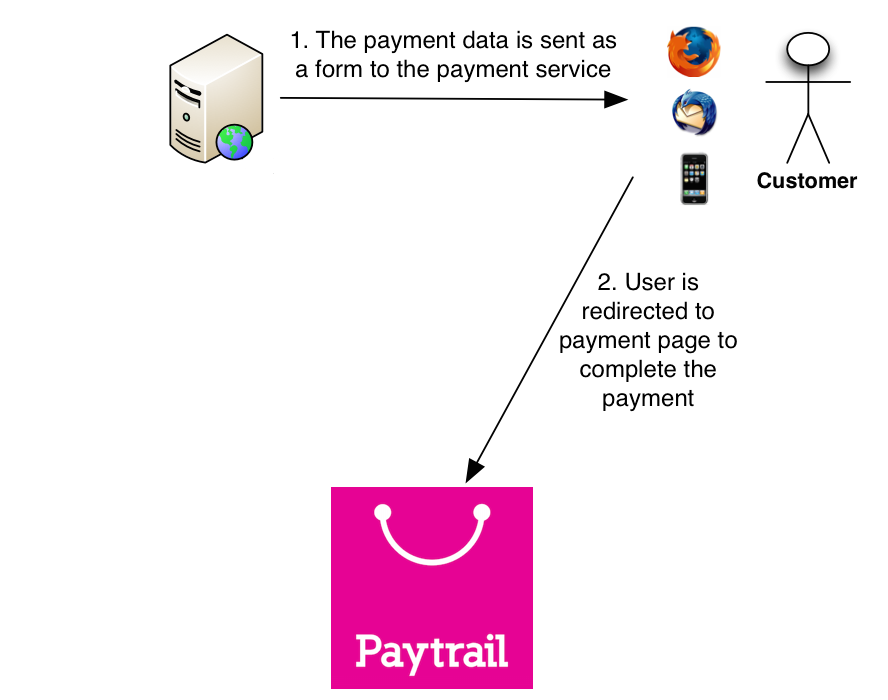 1. The payment data is sent as
a form to the payment service
Customer
2. User is
redirected to
payment page to
complete the
payment
Paytrail